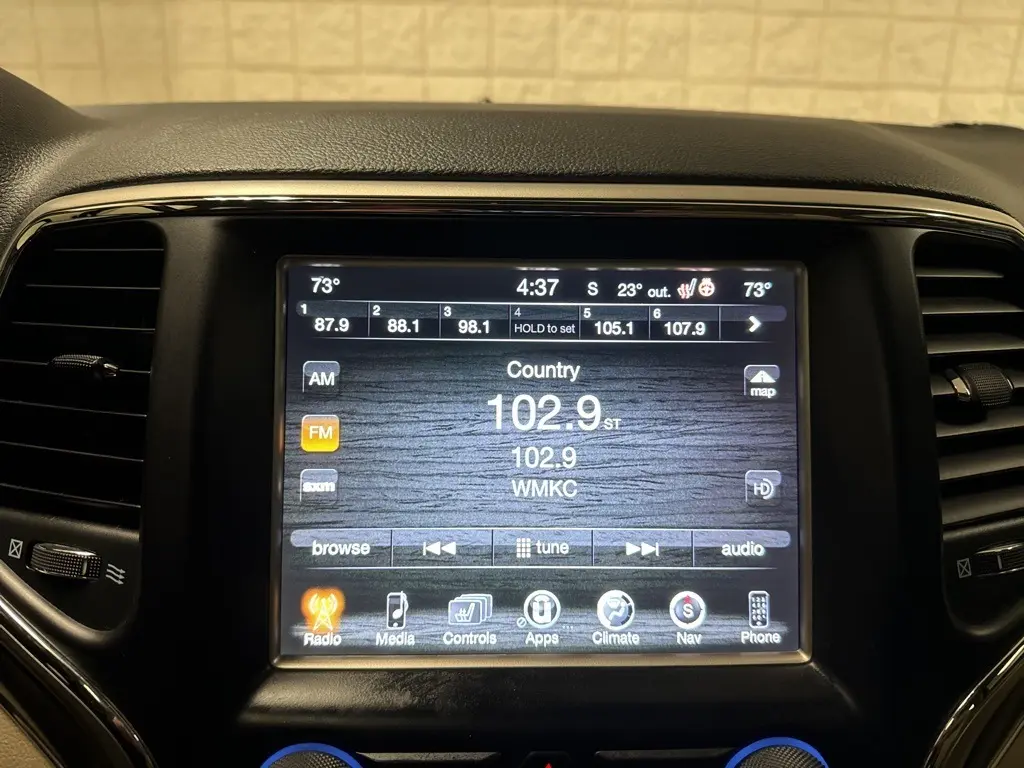 73° 4:37 S 23° out. 73°
1 87.9 2 88.1 3 98.1 4 HOLD to set 5 105.1 6 107.9
Country
AM
map
102.9 ST
FM
102.9
sxm
WMKC
HD
browse tune audio
S
Radio Media Controls Apps Climate Nav Phone